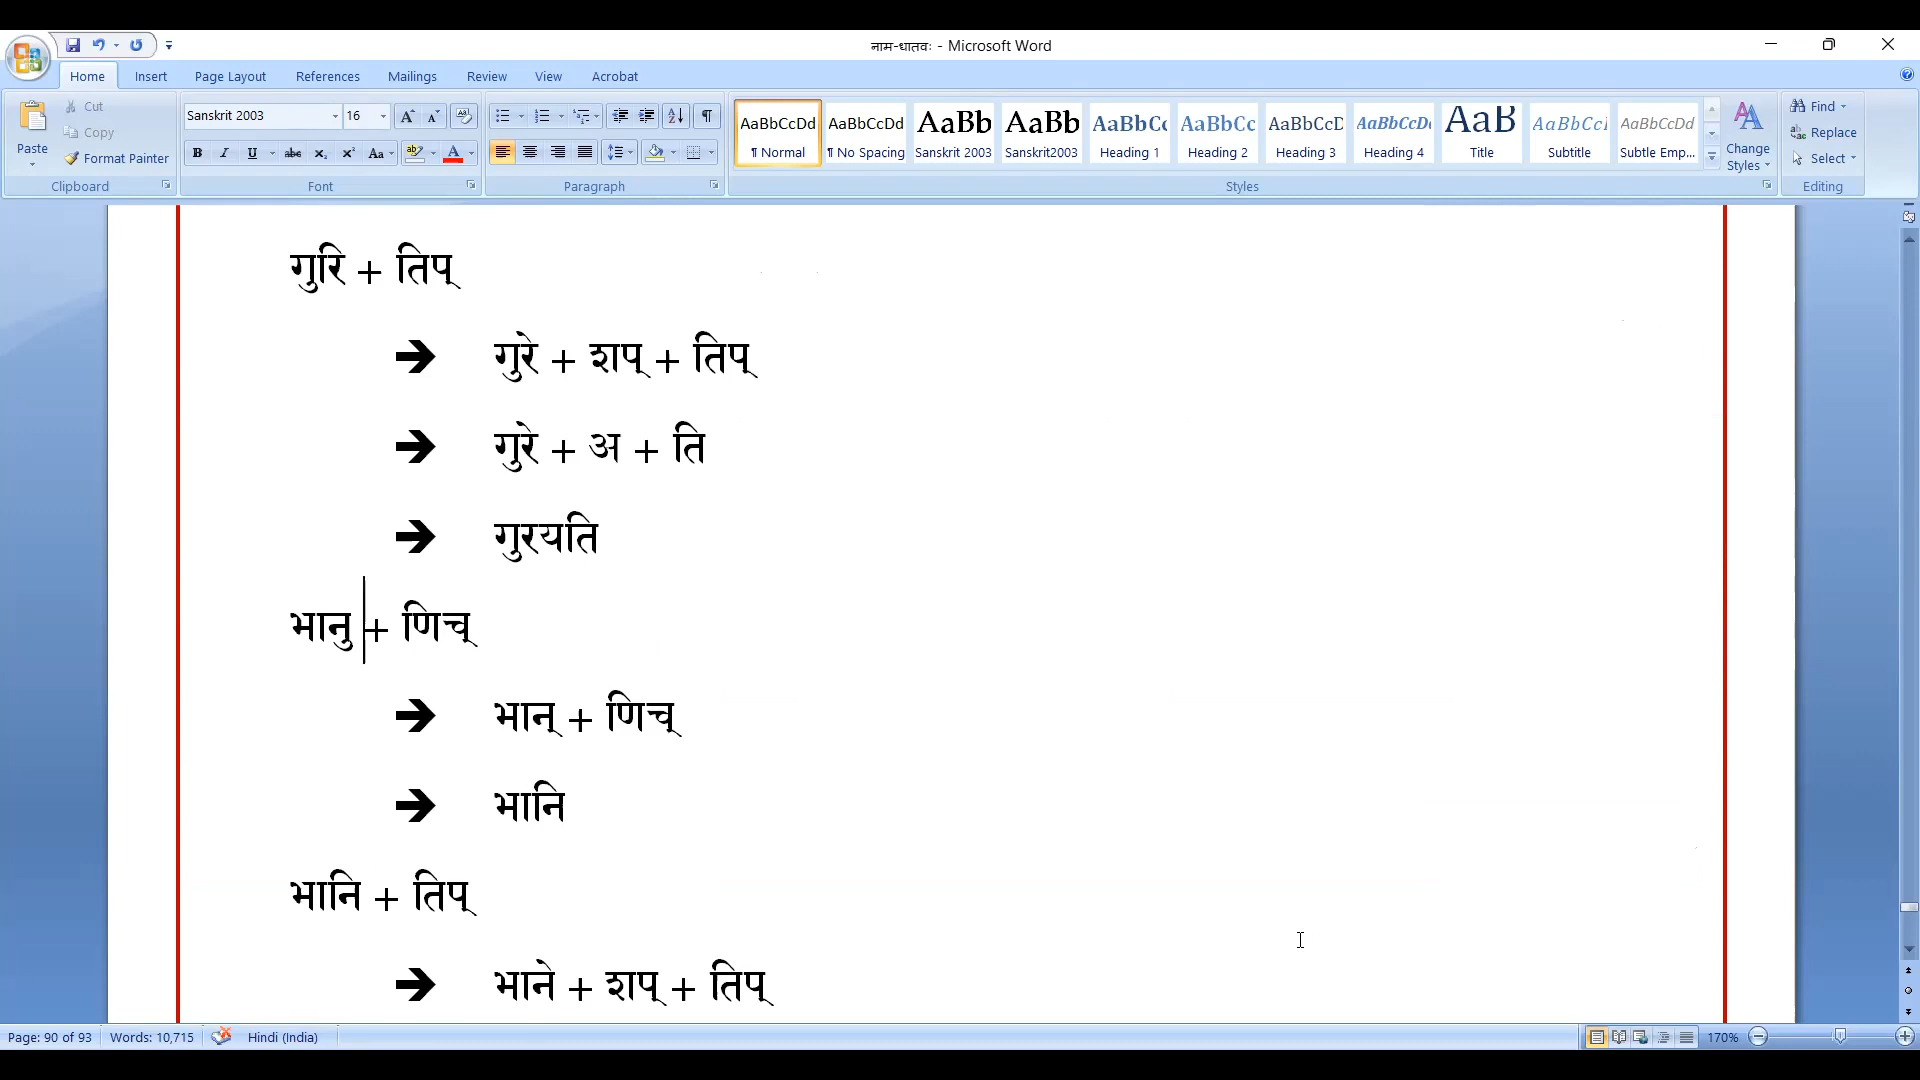 नाम-धातवः - Microsoft Word
Home Insert Page Layout References Mailings Review View Acrobat
Paste Cut Copy Format Painter Clipboard
Sanskrit 2003 16 Font
Paragraph
AaBbCcDd AaBbCcDd AaBb AaBb AaBbCc AaBbCc AaBbCcD AaBbCcDc AaB AaBbCcI AaBbCcDd
¶ Normal ¶ No Spacing Sanskrit 2003 Sanskrit2003 Heading 1 Heading 2 Heading 3 Heading 4 Title Subtitle Subtle Emp...
Styles
Change Styles
Find Replace Select Editing
गुरि + तिप्
➔ गुरे + शप् + तिप्
➔ गुरे + अ + ति
➔ गुरयति
भानु + णिच्
➔ भान् + णिच्
➔ भानि
भानि + तिप्
➔ भाने + शप् + तिप्
Page: 90 of 93 Words: 10,715 Hindi (India) 170%